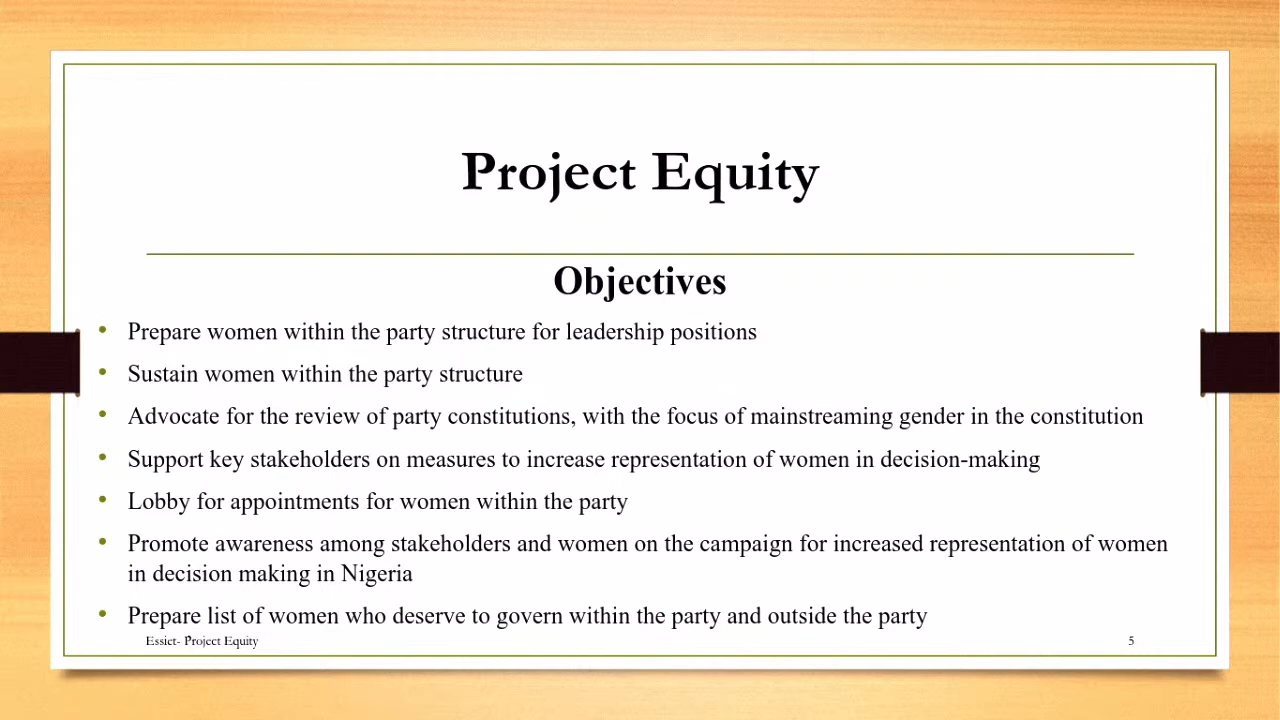 Project Equity
Objectives
• Prepare women within the party structure for leadership positions
• Sustain women within the party structure
• Advocate for the review of party constitutions, with the focus of mainstreaming gender in the constitution
• Support key stakeholders on measures to increase representation of women in decision-making
• Lobby for appointments for women within the party
• Promote awareness among stakeholders and women on the campaign for increased representation of women
in decision making in Nigeria
• Prepare list of women who deserve to govern within the party and outside the party
Essiet- Project Equity 5